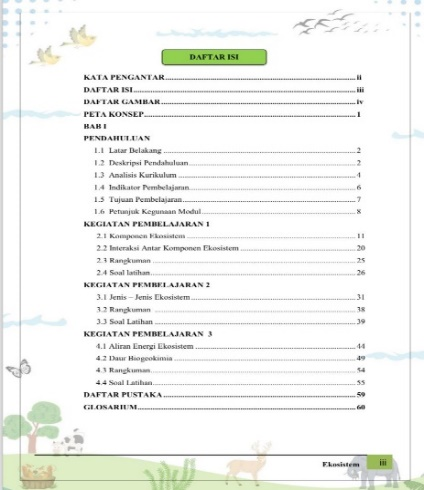 DAFTAR ISI
KATA PENGANTAR.....ii
DAFTAR ISI.....iii
DAFTAR GAMBAR.....iv
PETA KONSEP.....1
BAB I
PENDAHULUAN
1.1 Latar Belakang.....2
1.2 Deskripsi Pendahuluan.....2
1.3 Analisis Kurikulum.....4
1.4 Indikator Pembelajaran.....6
1.5 Tujuan Pembelajaran.....7
1.6 Petunjuk Kegunaan Modul.....8
KEGIATAN PEMBELAJARAN 1
2.1 Komponen Ekosistem.....11
2.2 Interaksi Antar Komponen Ekosistem.....20
2.3 Rangkuman.....25
2.4 Soal latihan.....26
KEGIATAN PEMBELAJARAN 2
3.1 Jenis – Jenis Ekosistem.....31
3.2 Rangkuman.....38
3.3 Soal Latihan.....39
KEGIATAN PEMBELAJARAN 3
4.1 Aliran Energi Ekosistem.....44
4.2 Daur Biogeokimia.....49
4.3 Rangkuman.....54
4.4 Soal Latihan.....55
DAFTAR PUSTAKA.....59
GLOSARIUM.....60
Ekosistem iii